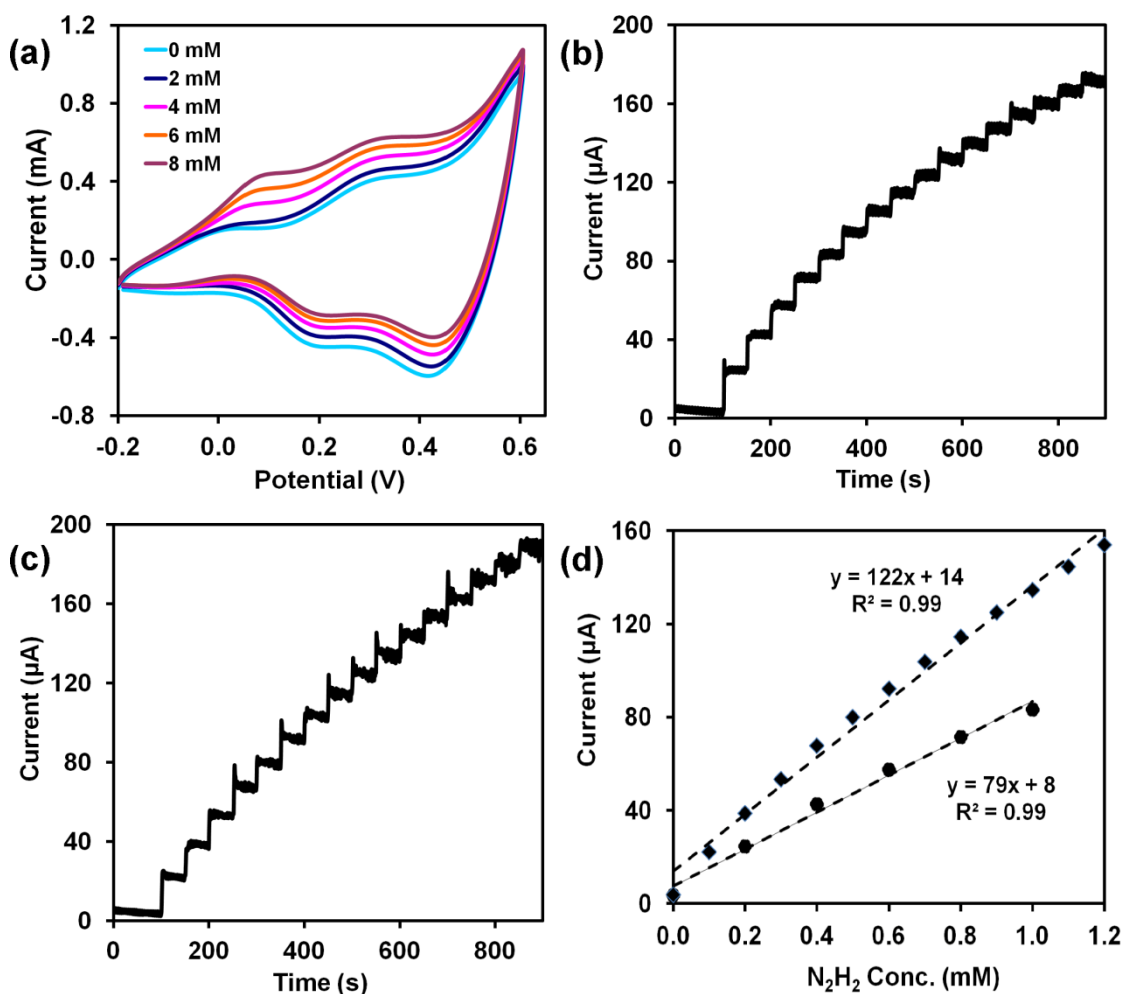 (a)
1.2
0.8
0.4
0.0
-0.4
-0.8
Current (mA)
0 mM
2 mM
4 mM
6 mM
8 mM
-0.2 0.0 0.2 0.4 0.6
Potential (V)
(b)
200
160
120
80
40
0
Current (µA)
0 200 400 600 800
Time (s)
(c)
200
160
120
80
40
0
Current (µA)
0 200 400 600 800
Time (s)
(d)
160
120
80
40
0
Current (µA)
y = 122x + 14
R² = 0.99
y = 79x + 8
R² = 0.99
0.0 0.2 0.4 0.6 0.8 1.0 1.2
N₂H₂ Conc. (mM)